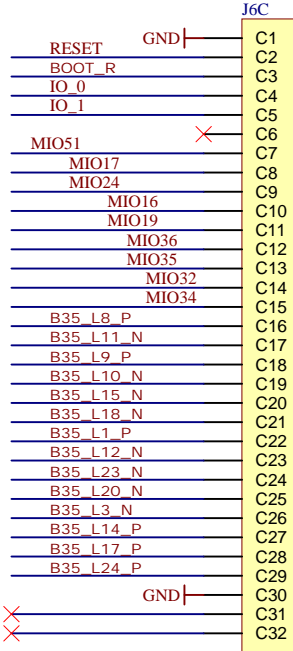 J6C
GND C1
RESET C2
BOOT_R C3
IO_0 C4
IO_1 C5
C6
MIO51 C7
MIO17 C8
MIO24 C9
MIO16 C10
MIO19 C11
MIO36 C12
MIO35 C13
MIO32 C14
MIO34 C15
B35_L8_P C16
B35_L11_N C17
B35_L9_P C18
B35_L10_N C19
B35_L15_N C20
B35_L18_N C21
B35_L1_P C22
B35_L12_N C23
B35_L23_N C24
B35_L20_N C25
B35_L3_N C26
B35_L14_P C27
B35_L17_P C28
B35_L24_P C29
GND C30
C31
C32